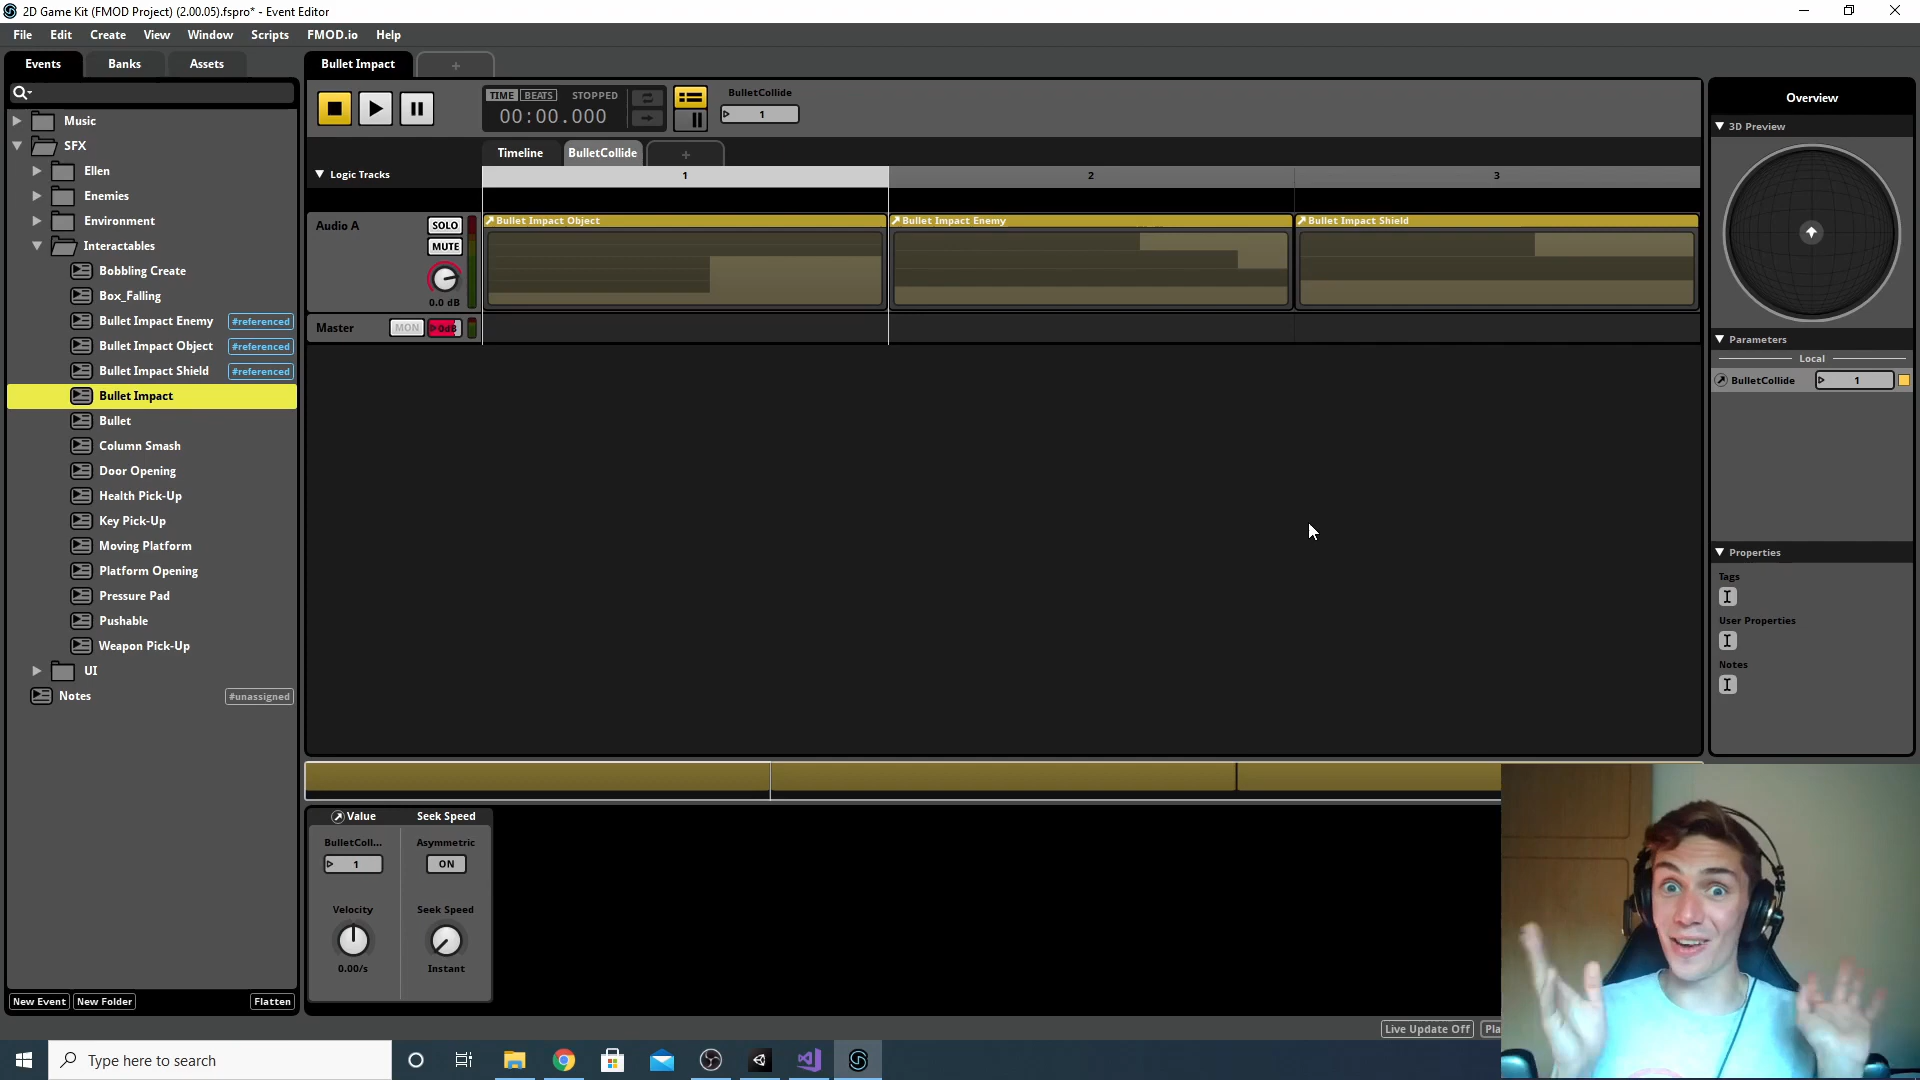 2D Game Kit (FMOD Project) (2.00.05).fspro* - Event Editor
File Edit Create View Window Scripts FMOD.io Help
Events Banks Assets
Bullet Impact +
TIME BEATS STOPPED
00:00.000
BulletCollide
1
Overview
3D Preview
Music
SFX
Ellen
Enemies
Environment
Interactables
Bobbling Create
Box_Falling
Bullet Impact Enemy #referenced
Bullet Impact Object #referenced
Bullet Impact Shield #referenced
Bullet Impact
Bullet
Column Smash
Door Opening
Health Pick-Up
Key Pick-Up
Moving Platform
Platform Opening
Pressure Pad
Pushable
Weapon Pick-Up
UI
Notes #unassigned
New Event New Folder Flatten
Timeline BulletCollide +
Logic Tracks 1 2 3
Audio A SOLO
MUTE
0.0 dB
Bullet Impact Object Bullet Impact Enemy Bullet Impact Shield
Master MON 0dB
Parameters
Local
BulletCollide 1
Properties
Tags
User Properties
Notes
Value Seek Speed
BulletColl... Asymmetric
1 ON
Velocity Seek Speed
0.00/s Instant
Live Update Off Pla
Type here to search